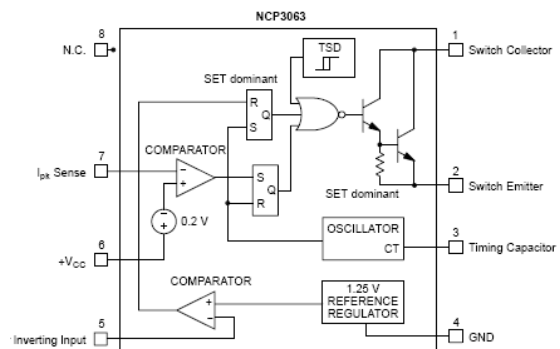 NCP3063
8
N.C.
TSD
1
Switch Collector
SET dominant
R
Q
S
COMPARATOR
7
Ipk Sense
−
+
S
Q
R
2
Switch Emitter
SET dominant
0.2 V
−
+
6
+VCC
OSCILLATOR
CT
3
Timing Capacitor
COMPARATOR
+
−
1.25 V
REFERENCE
REGULATOR
5
Inverting Input
4
GND